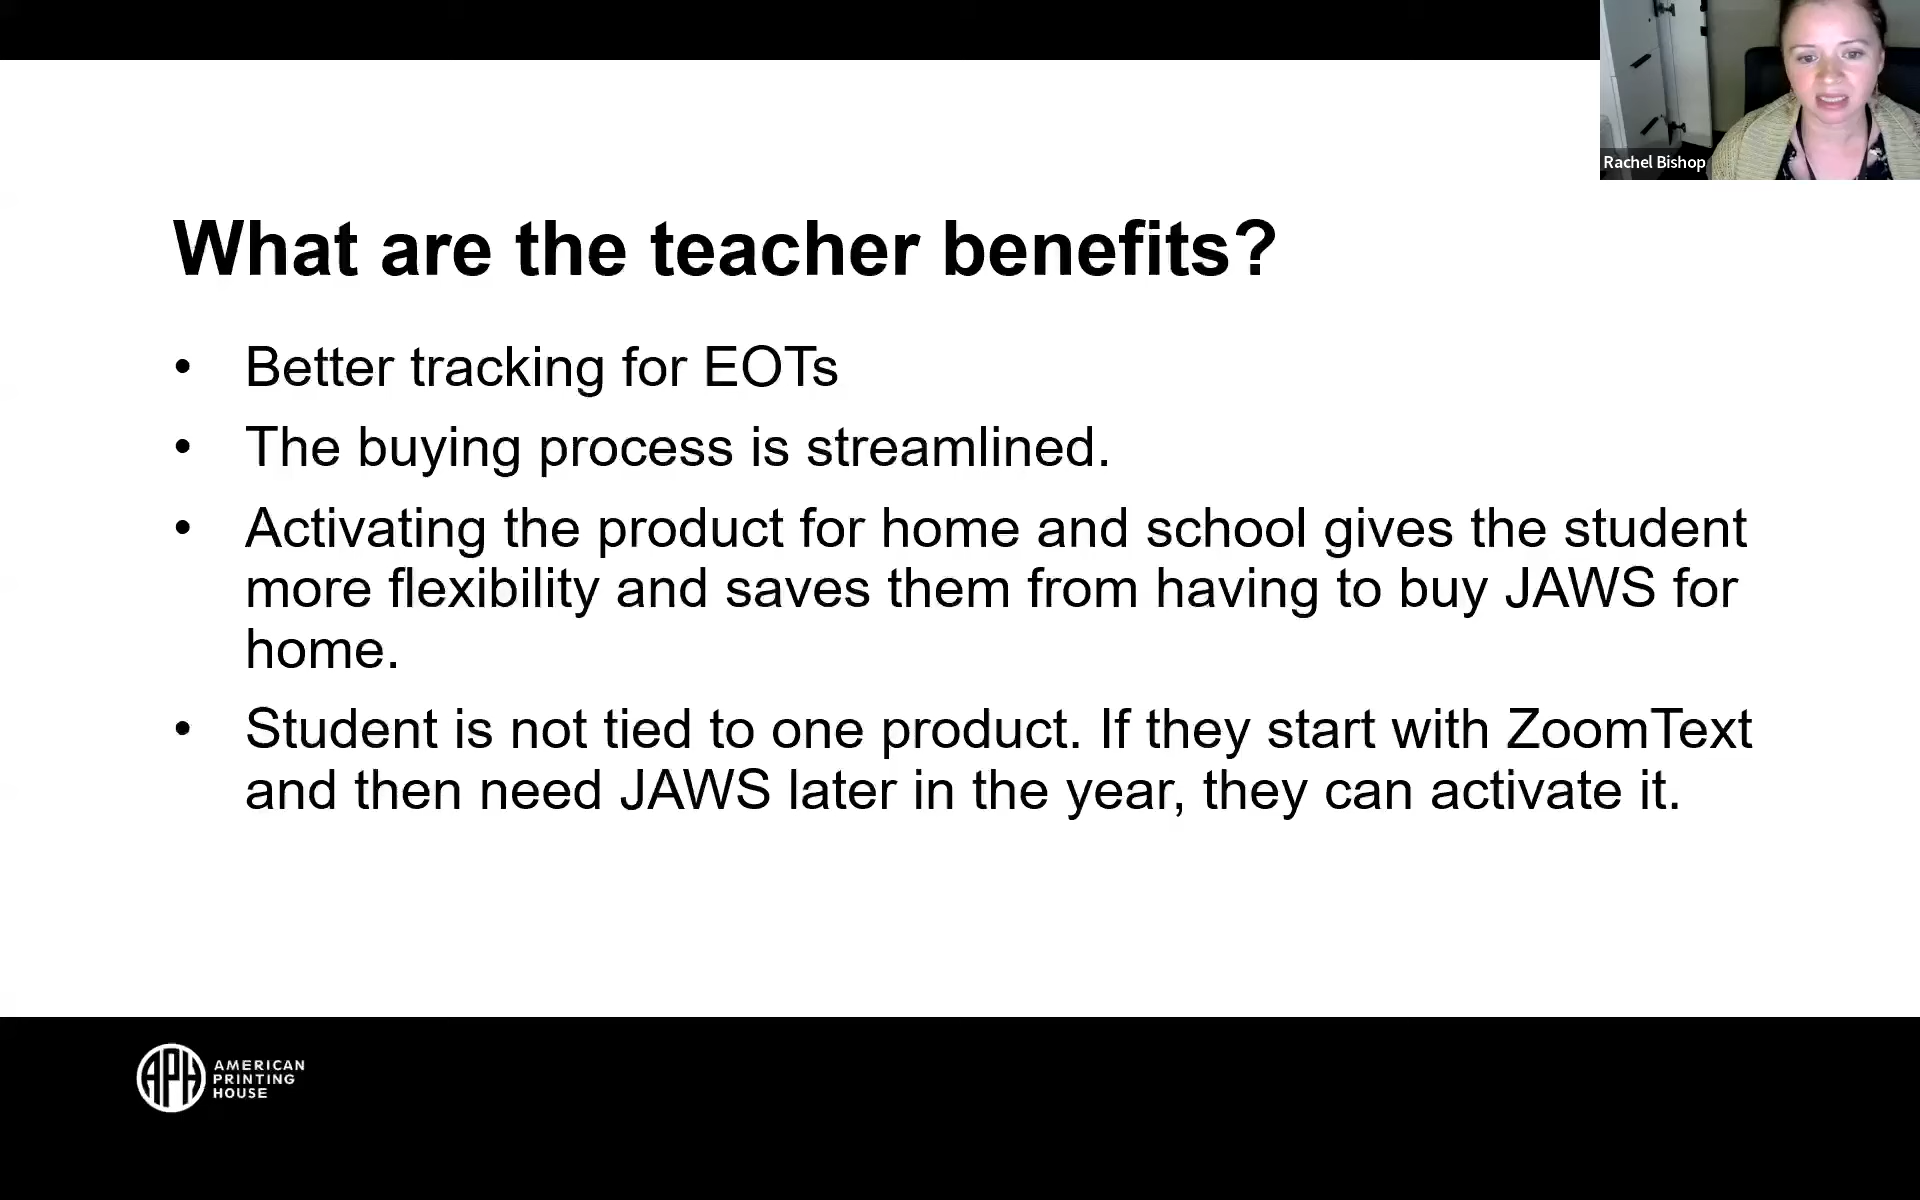 Rachel Bishop
What are the teacher benefits?
• Better tracking for EOTs
• The buying process is streamlined.
• Activating the product for home and school gives the student
more flexibility and saves them from having to buy JAWS for
home.
• Student is not tied to one product. If they start with ZoomText
and then need JAWS later in the year, they can activate it.
APH
AMERICAN
PRINTING
HOUSE